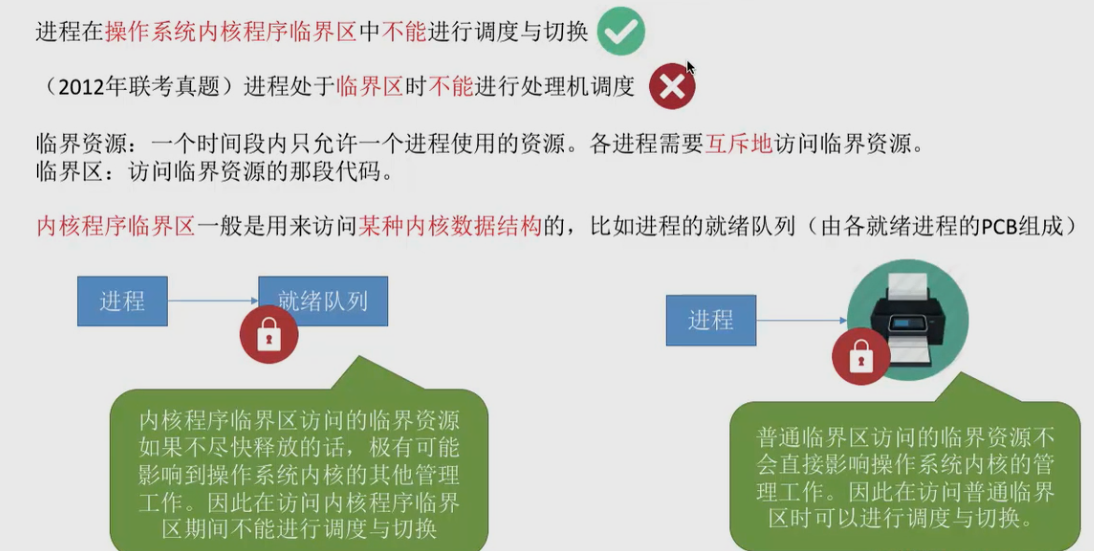 进程在操作系统内核程序临界区中不能进行调度与切换
（2012年联考真题）进程处于临界区时不能进行处理机调度
临界资源：一个时间段内只允许一个进程使用的资源。各进程需要互斥地访问临界资源。
临界区：访问临界资源的那段代码。
内核程序临界区一般是用来访问某种内核数据结构的，比如进程的就绪队列（由各就绪进程的PCB组成）
进程
就绪队列
内核程序临界区访问的临界资源
如果不尽快释放的话，极有可能
影响到操作系统内核的其他管理
工作。因此在访问内核程序临界
区期间不能进行调度与切换
进程
普通临界区访问的临界资源不
会直接影响操作系统内核的管
理工作。因此在访问普通临界
区时可以进行调度与切换。